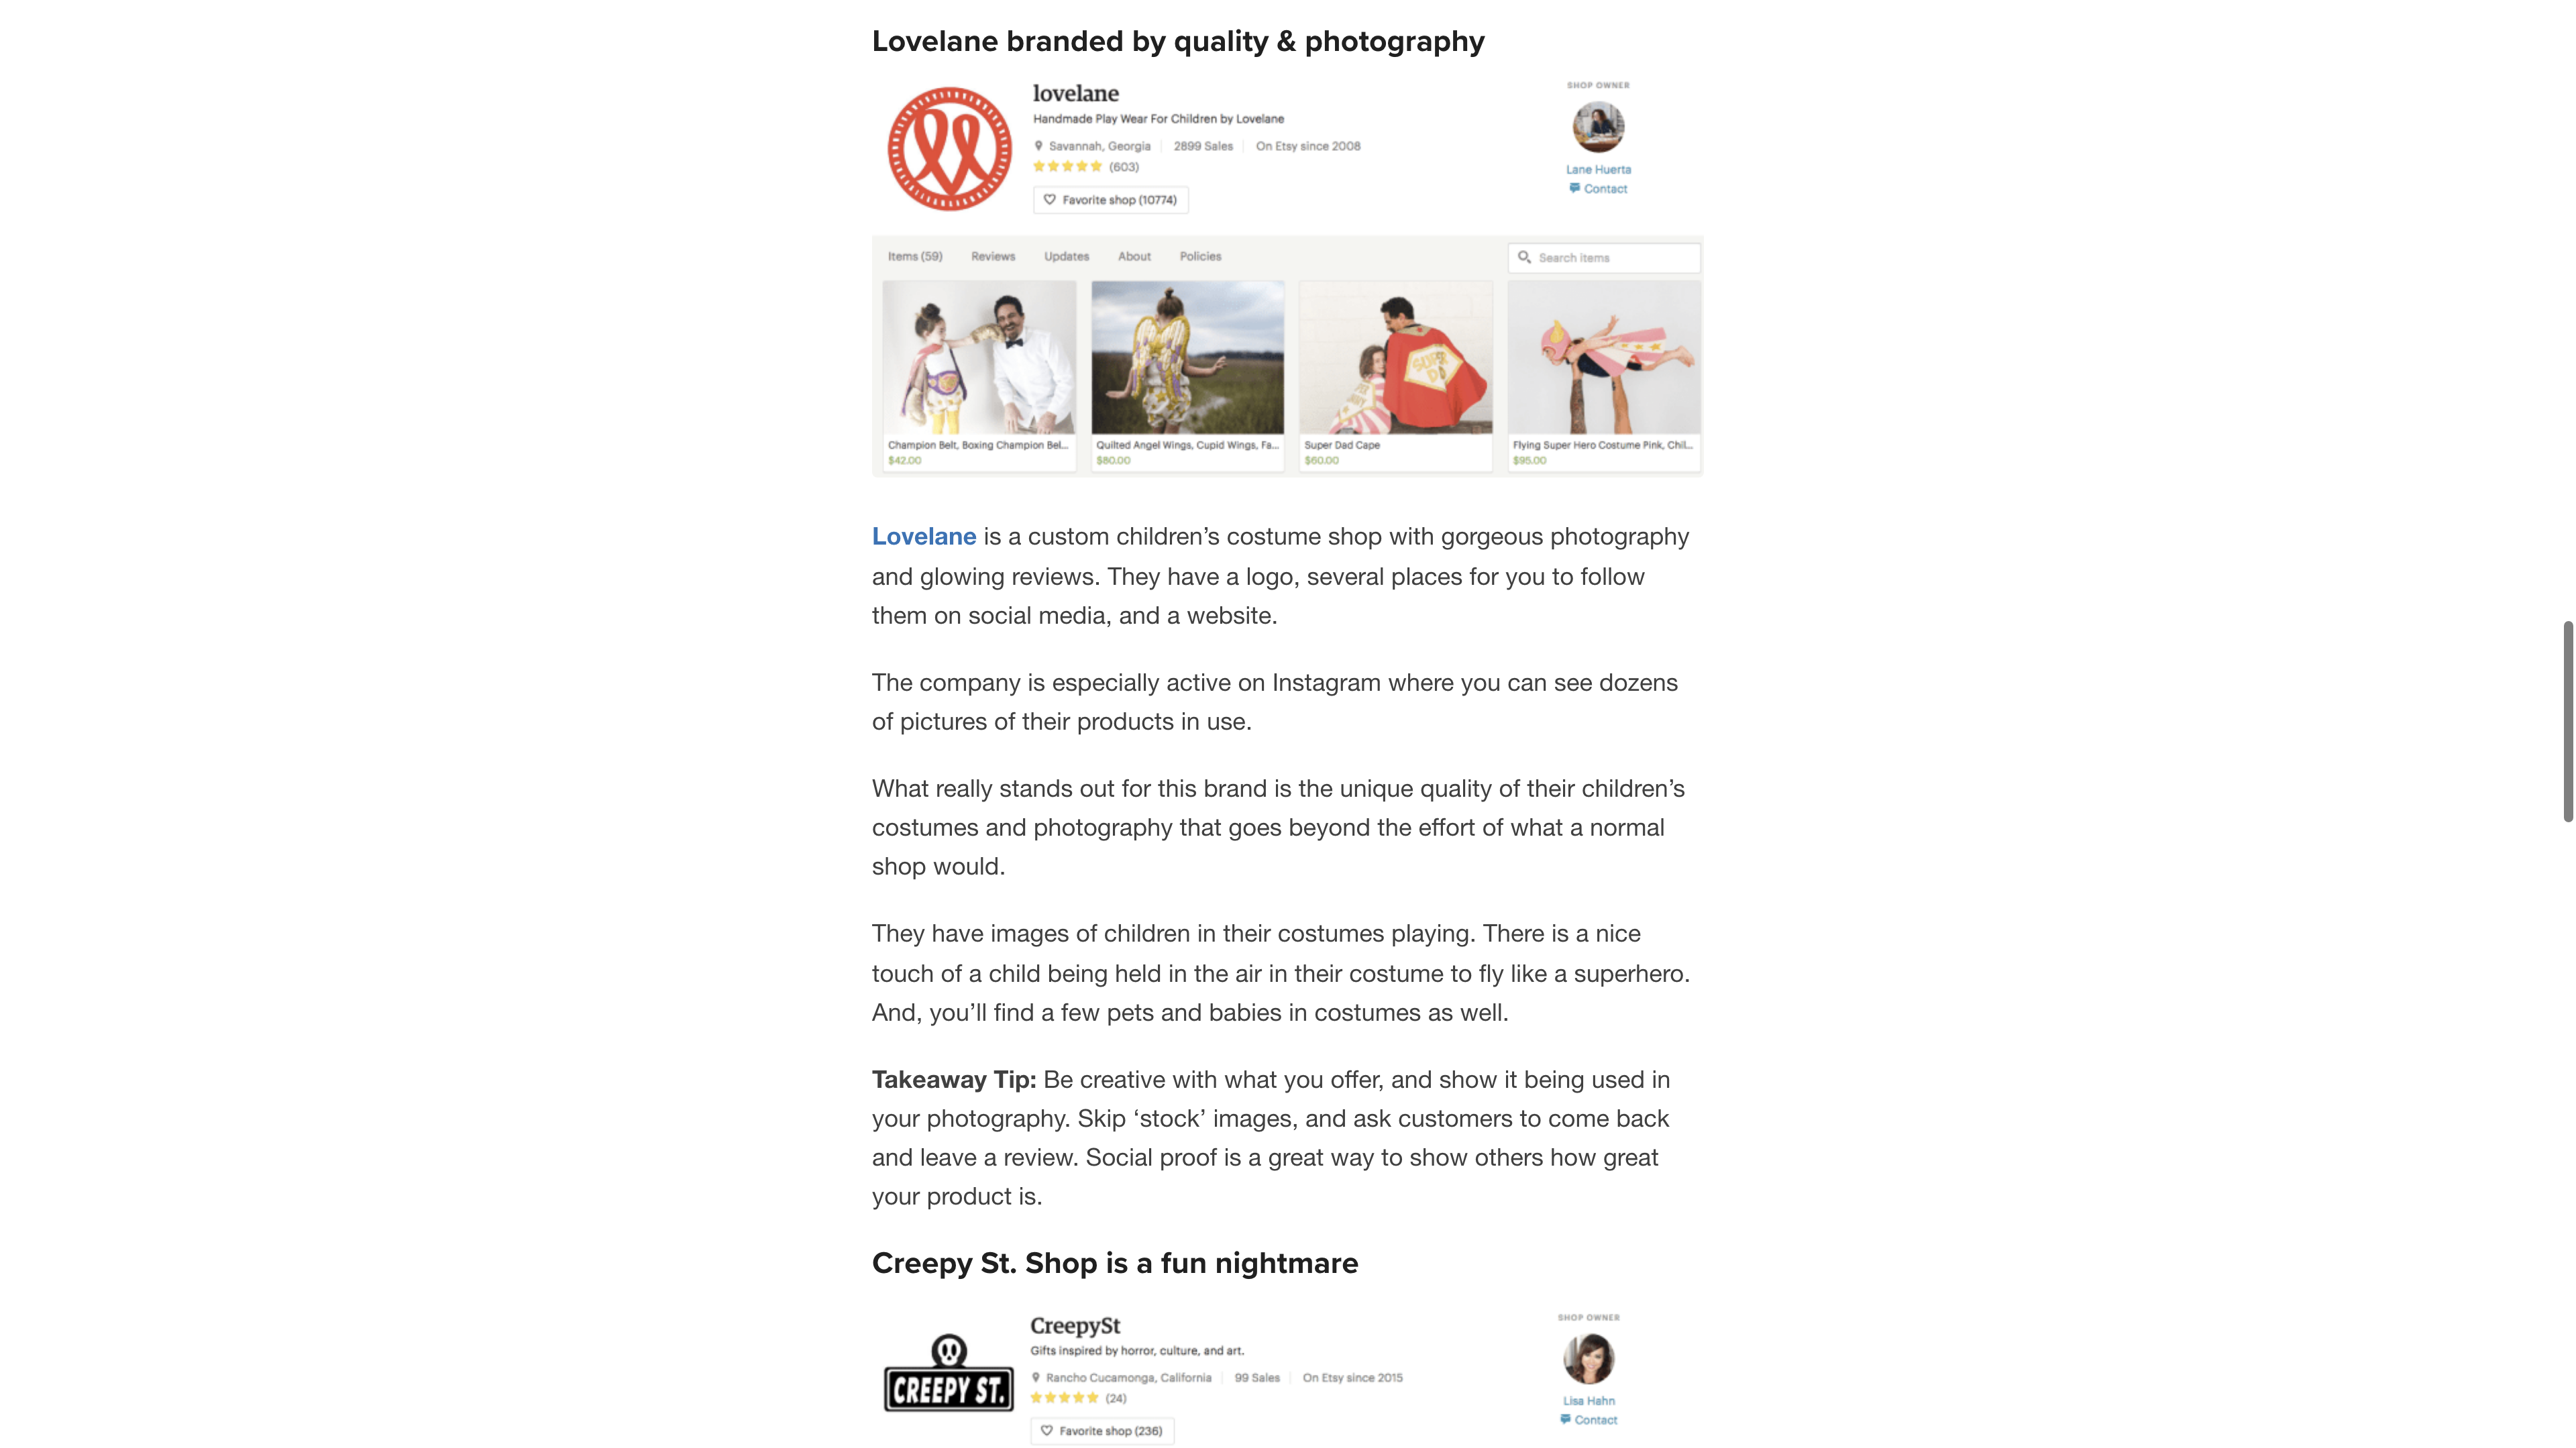 Lovelane branded by quality & photography
lovelane
Handmade Play Wear For Children by Lovelane
Savannah, Georgia 2899 Sales On Etsy since 2008
(603)
Favorite shop (10774)
SHOP OWNER
Lane Huerta
Contact
Items (59) Reviews Updates About Policies
Search items
SUPER
Champion Belt, Boxing Champion Bel...
$42.00
Quilted Angel Wings, Cupid Wings, Fa...
$80.00
Super Dad Cape
$60.00
Flying Super Hero Costume Pink, Chil...
$95.00
Lovelane is a custom children’s costume shop with gorgeous photography
and glowing reviews. They have a logo, several places for you to follow
them on social media, and a website.
The company is especially active on Instagram where you can see dozens
of pictures of their products in use.
What really stands out for this brand is the unique quality of their children’s
costumes and photography that goes beyond the effort of what a normal
shop would.
They have images of children in their costumes playing. There is a nice
touch of a child being held in the air in their costume to fly like a superhero.
And, you’ll find a few pets and babies in costumes as well.
Takeaway Tip: Be creative with what you offer, and show it being used in
your photography. Skip ‘stock’ images, and ask customers to come back
and leave a review. Social proof is a great way to show others how great
your product is.
Creepy St. Shop is a fun nightmare
CREEPY ST.
CreepySt
Gifts inspired by horror, culture, and art.
Rancho Cucamonga, California 99 Sales On Etsy since 2015
(24)
Favorite shop (236)
SHOP OWNER
Lisa Hahn
Contact